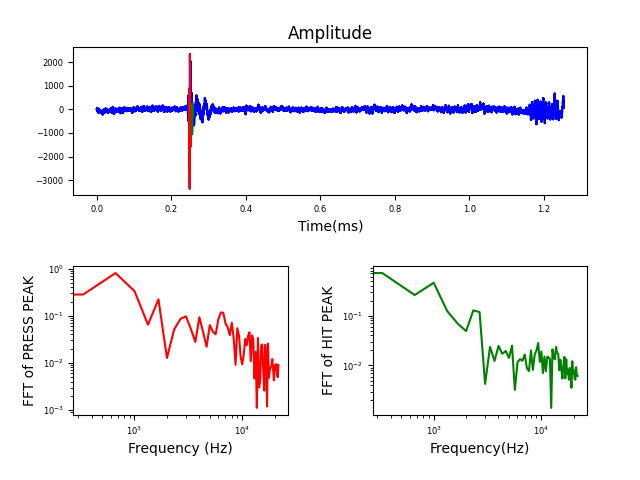 Amplitude
2000
1000
0
−1000
−2000
−3000
0.0 0.2 0.4 0.6 0.8 1.0 1.2
Time(ms)
FFT of PRESS PEAK
10⁰
10⁻¹
10⁻²
10⁻³
10³ 10⁴
Frequency (Hz)
FFT of HIT PEAK
10⁻¹
10⁻²
10³ 10⁴
Frequency(Hz)